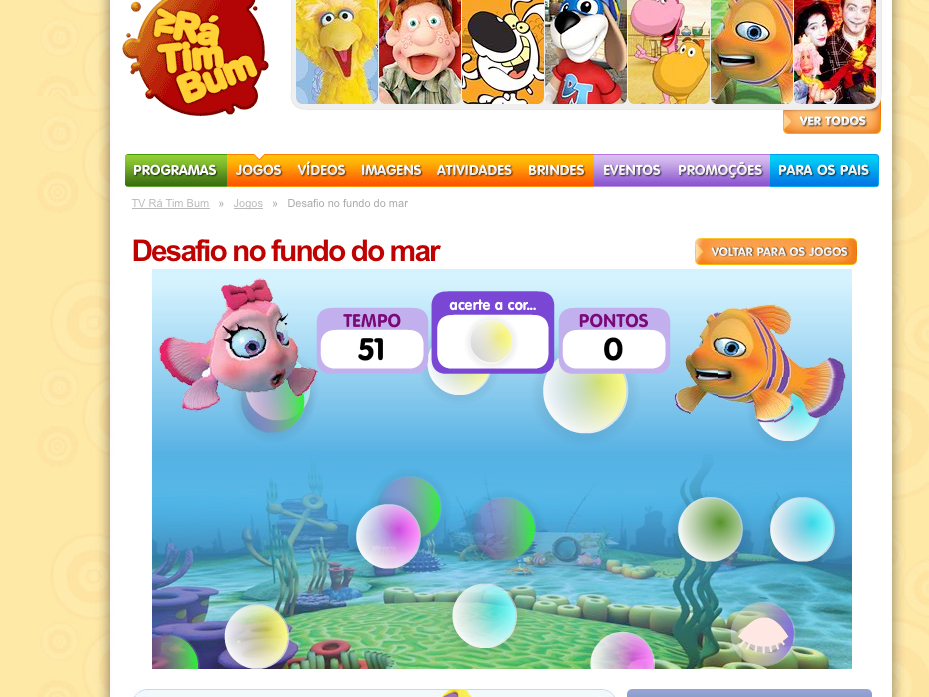 TV Rá
Tim
Bum
DJ
VER TODOS
PROGRAMAS JOGOS VÍDEOS IMAGENS ATIVIDADES BRINDES EVENTOS PROMOÇÕES PARA OS PAIS
TV Rá Tim Bum » Jogos » Desafio no fundo do mar
Desafio no fundo do mar
VOLTAR PARA OS JOGOS
acerte a cor...
TEMPO
51
PONTOS
0